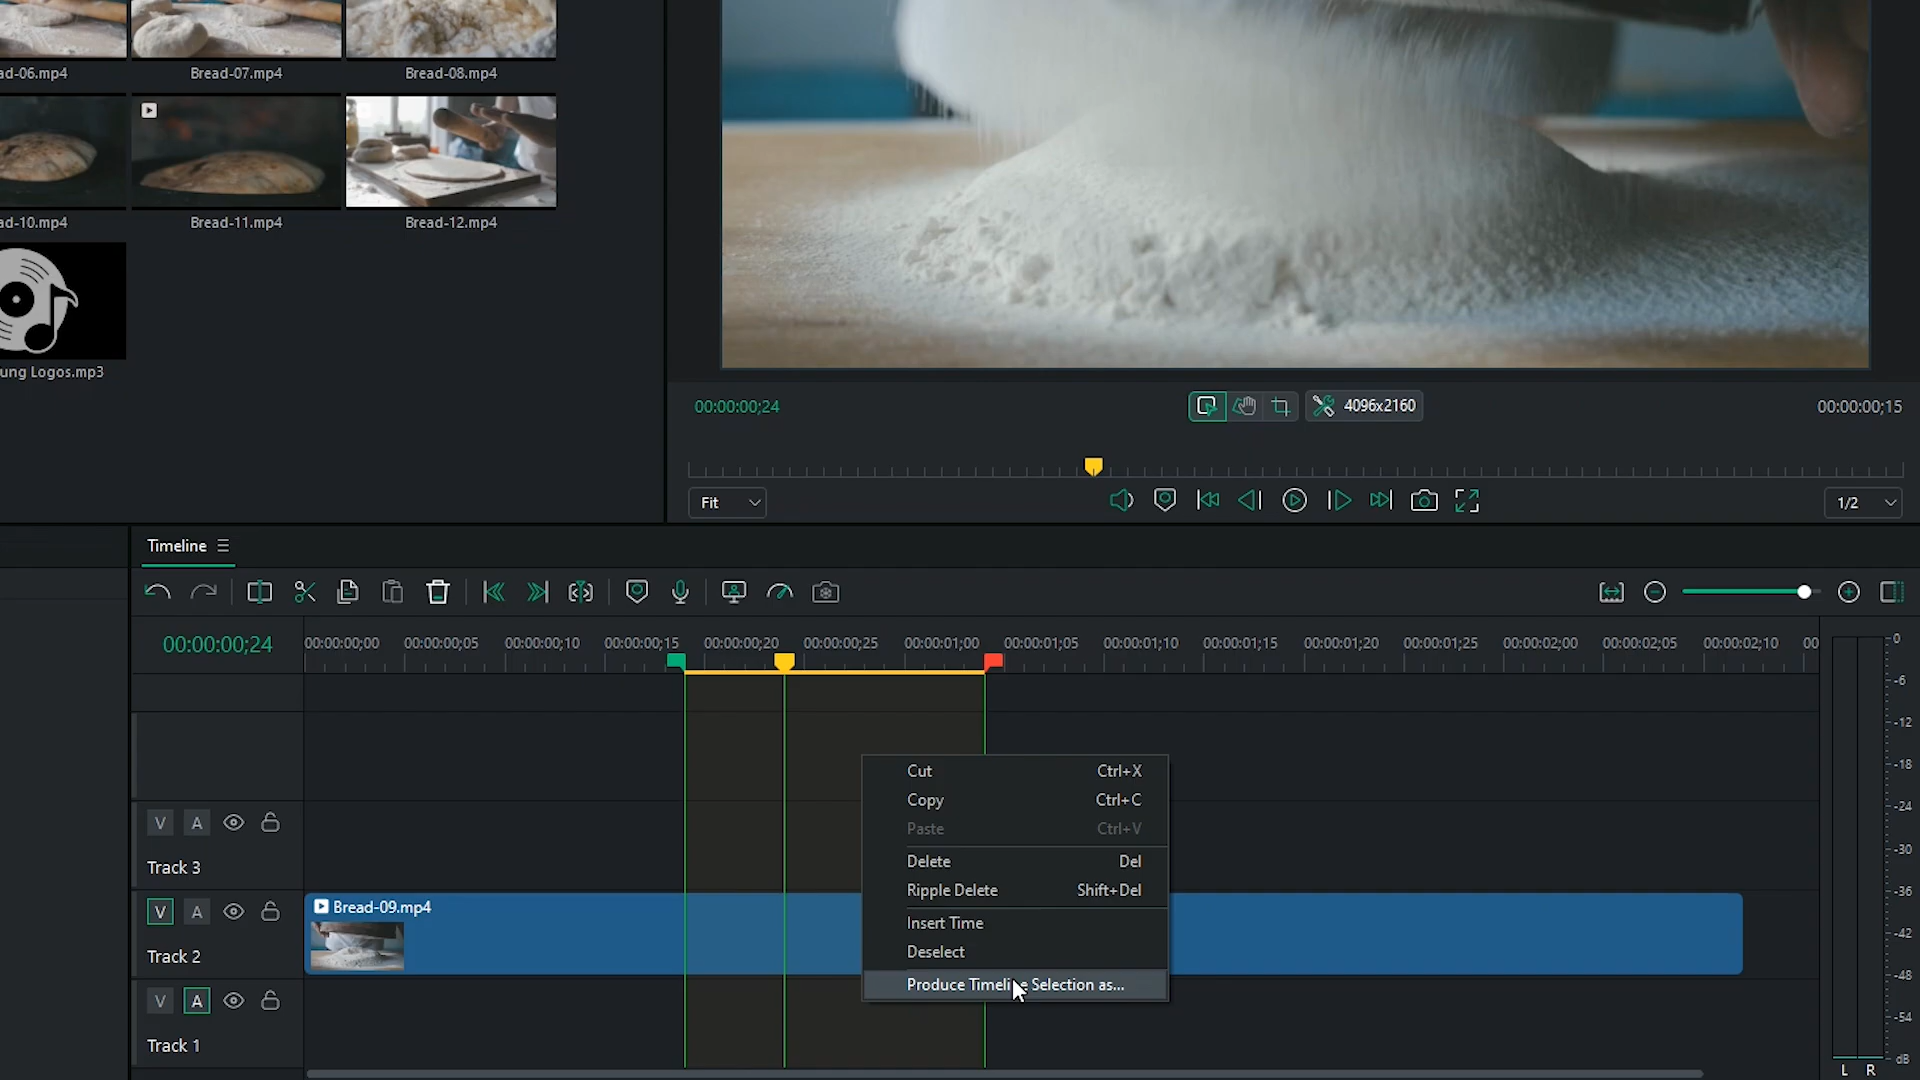 ad-06.mp4
Bread-07.mp4
Bread-08.mp4
ad-10.mp4
Bread-11.mp4
Bread-12.mp4
ung Logos.mp3
00:00:00;24
4096x2160
00:00:00;15
Fit
1/2
Timeline
00:00:00;24
00:00:00;00
00:00:00;05
00:00:00;10
00:00:00;15
00:00:00;20
00:00:00;25
00:00:01;00
00:00:01;05
00:00:01;10
00:00:01;15
00:00:01;20
00:00:01;25
00:00:02;00
00:00:02;05
00:00:02;10
00
Cut Ctrl+X
Copy Ctrl+C
Paste Ctrl+V
Delete Del
Ripple Delete Shift+Del
Insert Time
Deselect
Produce Timeline Selection as...
V A
Track 3
V A
Track 2
Bread-09.mp4
V A
Track 1
-0
-6
-12
-18
-24
-30
-36
-42
-48
-54
dB
L R